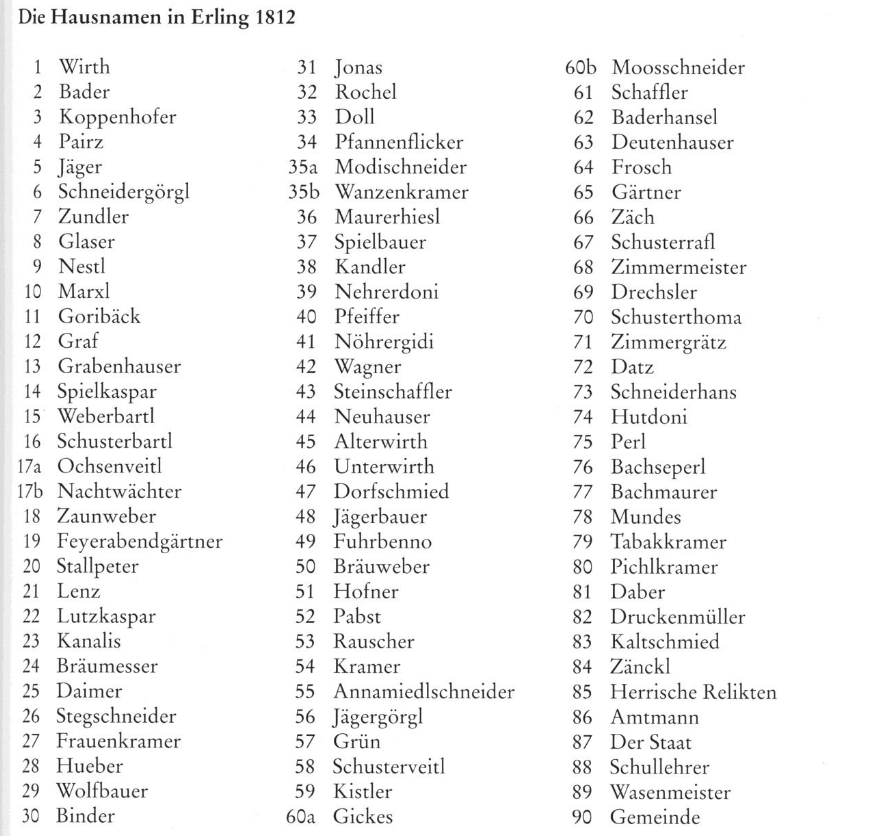 Die Hausnamen in Erling 1812
1 Wirth
2 Bader
3 Koppenhofer
4 Pairz
5 Jäger
6 Schneidergörgl
7 Zundler
8 Glaser
9 Nestl
10 Marxl
11 Goribäck
12 Graf
13 Grabenhauser
14 Spielkaspar
15 Weberbartl
16 Schusterbartl
17a Ochsenveitl
17b Nachtwächter
18 Zaunweber
19 Feyerabendgärtner
20 Stallpeter
21 Lenz
22 Lutzkaspar
23 Kanalis
24 Bräumesser
25 Daimer
26 Stegschneider
27 Frauenkramer
28 Hueber
29 Wolfbauer
30 Binder
31 Jonas
32 Rochel
33 Doll
34 Pfannenflicker
35a Modischneider
35b Wanzenkramer
36 Maurerhiesl
37 Spielbauer
38 Kandler
39 Nehrerdoni
40 Pfeiffer
41 Nöhrergidi
42 Wagner
43 Steinschaffler
44 Neuhauser
45 Alterwirth
46 Unterwirth
47 Dorfschmied
48 Jägerbauer
49 Fuhrbenno
50 Bräuweber
51 Hofner
52 Pabst
53 Rauscher
54 Kramer
55 Annamiedlschneider
56 Jägergörgl
57 Grün
58 Schusterveitl
59 Kistler
60a Gickes
60b Moosschneider
61 Schaffler
62 Baderhansel
63 Deutenhauser
64 Frosch
65 Gärtner
66 Zäch
67 Schusterrafl
68 Zimmermeister
69 Drechsler
70 Schusterthoma
71 Zimmergrätz
72 Datz
73 Schneiderhans
74 Hutdoni
75 Perl
76 Bachseperl
77 Bachmaurer
78 Mundes
79 Tabakkramer
80 Pichlkramer
81 Daber
82 Druckenmüller
83 Kaltschmied
84 Zänckl
85 Herrische Relikten
86 Amtmann
87 Der Staat
88 Schullehrer
89 Wasenmeister
90 Gemeinde